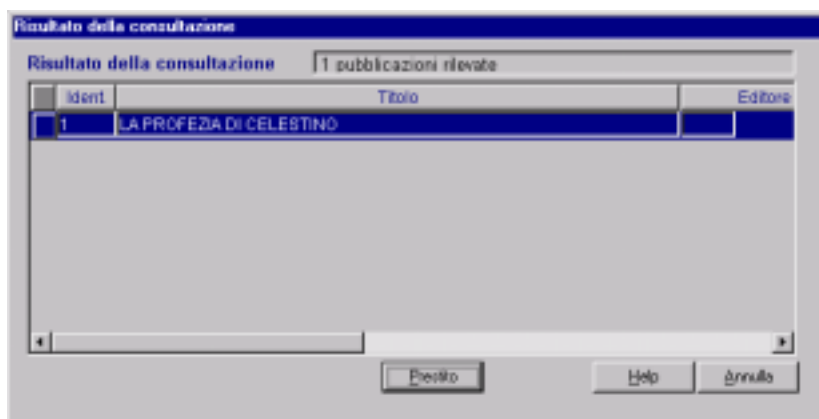 Risultato della consultazione
Risultato della consultazione 1 pubblicazioni rilevate
Ident. Titolo Editore
1 LA PROFEZIA DI CELESTINO
Prestito Help Annulla